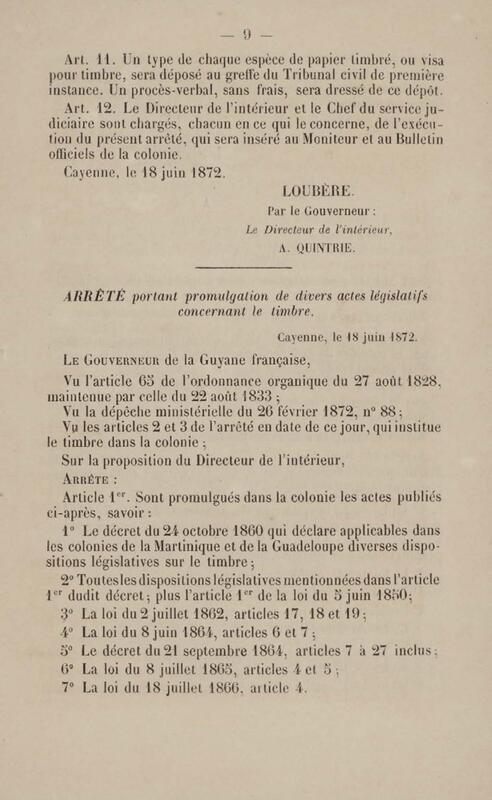 — 9 —
Art. 11. Un type de chaque espèce de papier timbré, ou visa
pour timbre, sera déposé au greffe du Tribunal civil de première
instance. Un procès-verbal, sans frais, sera dressé de ce dépôt.
Art. 12. Le Directeur de l'intérieur et le Chef du service ju-
diciaire sont chargés, chacun en ce qui le concerne, de l'exécu-
tion du présent arrêté, qui sera inséré au Moniteur et au Bulletin
officiels de la colonie.
Cayenne, le 18 juin 1872.
LOUBÈRE.
Par le Gouverneur :
Le Directeur de l'intérieur,
A. QUINTRIE.
ARRÊTÉ portant promulgation de divers actes législatifs
concernant le timbre.
Cayenne, le 18 juin 1872.
LE GOUVERNEUR de la Guyane française,
Vu l'article 65 de l'ordonnance organique du 27 août 1828,
maintenue par celle du 22 août 1833 ;
Vu la dépêche ministérielle du 26 février 1872, n° 88 ;
Vu les articles 2 et 3 de l'arrêté en date de ce jour, qui institue
le timbre dans la colonie ;
Sur la proposition du Directeur de l'intérieur,
ARRÊTE :
Article 1er. Sont promulgués dans la colonie les actes publiés
ci-après, savoir :
1° Le décret du 24 octobre 1860 qui déclare applicables dans
les colonies de la Martinique et de la Guadeloupe diverses dispo-
sitions législatives sur le timbre ;
2° Toutes les dispositions législatives mentionnées dans l'article
1er dudit décret ; plus l'article 1er de la loi du 5 juin 1850 ;
3° La loi du 2 juillet 1862, articles 17, 18 et 19 ;
4° La loi du 8 juin 1864, articles 6 et 7 ;
5° Le décret du 21 septembre 1864, articles 7 à 27 inclus ;
6° La loi du 8 juillet 1865, articles 4 et 5 ;
7° La loi du 18 juillet 1866, article 4.